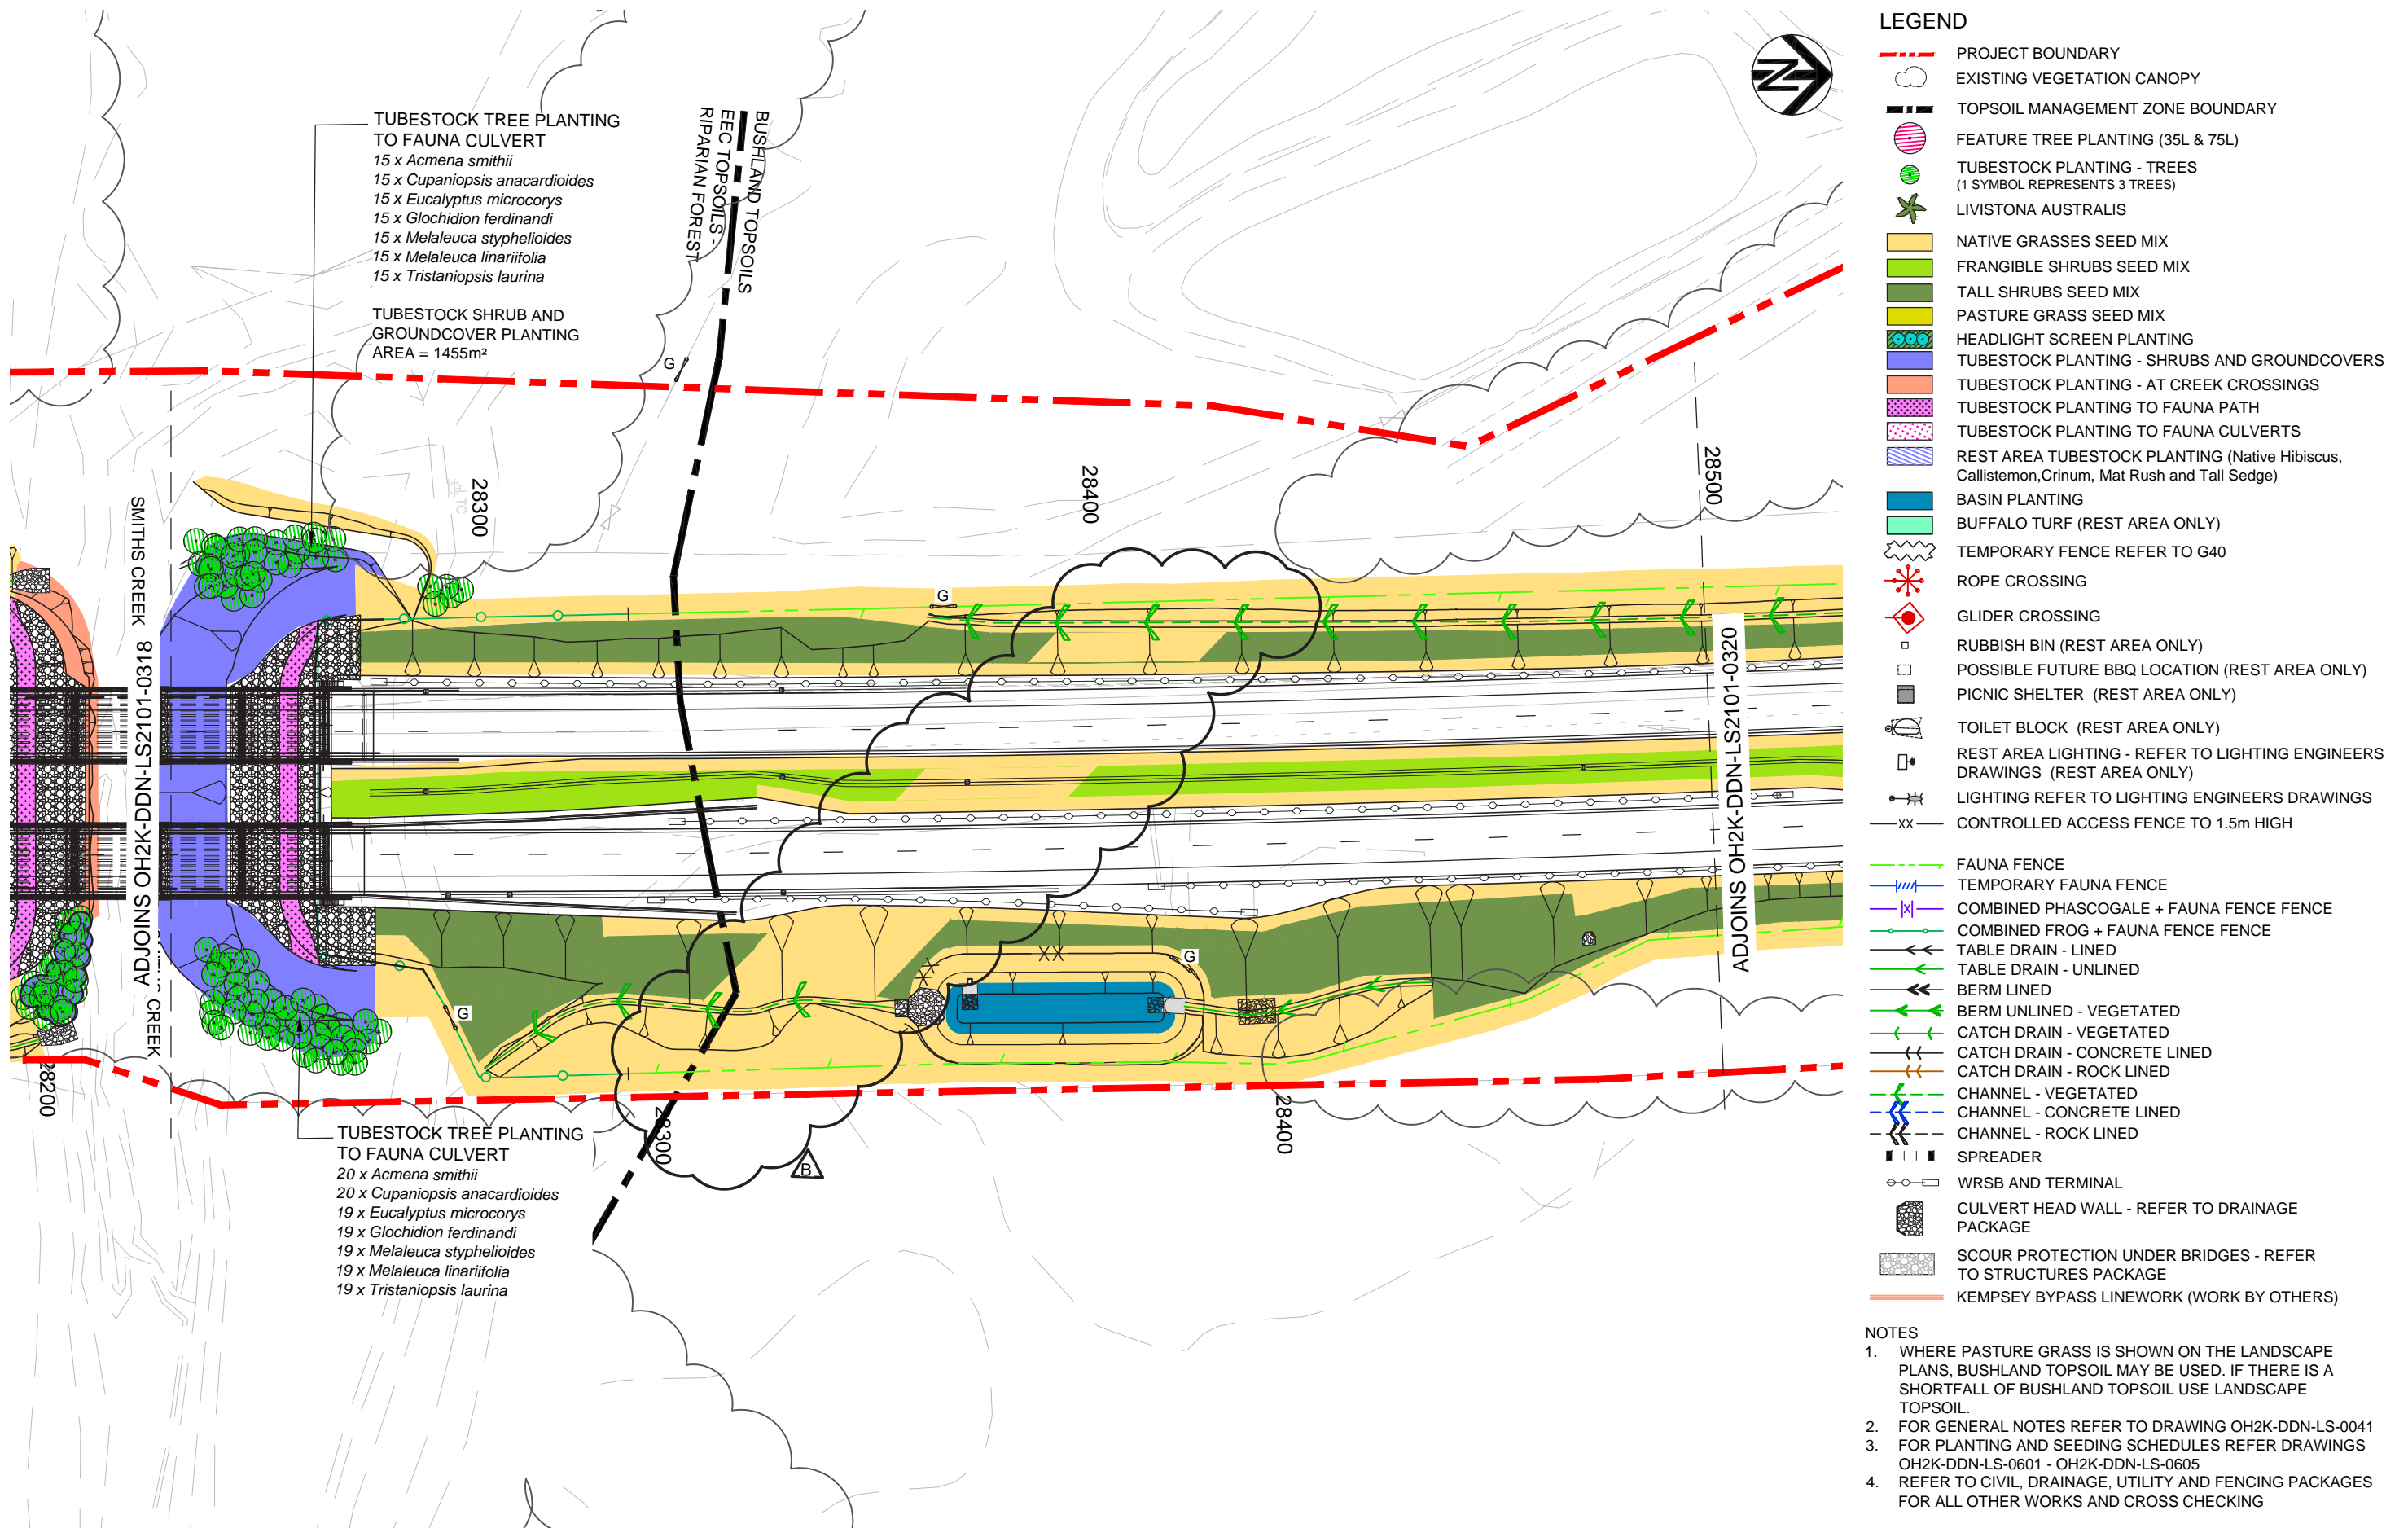 TUBESTOCK TREE PLANTING
TO FAUNA CULVERT
15 x Acmena smithii
15 x Cupaniopsis anacardioides
15 x Eucalyptus microcorys
15 x Glochidion ferdinandi
15 x Melaleuca styphelioides
15 x Melaleuca linariifolia
15 x Tristaniopsis laurina
TUBESTOCK SHRUB AND
GROUNDCOVER PLANTING
AREA = 1455m²
BUSHLAND TOPSOILS
EEC TOPSOILS -
RIPARIAN FOREST
G
TC
28300
28400
28500
SMITHS CREEK
G
ADJOINS OH2K-DDN-LS2101-0318
ADJOINS OH2K-DDN-LS2101-0320
G
G
CREEK
28200
28300
28400
B
TUBESTOCK TREE PLANTING
TO FAUNA CULVERT
20 x Acmena smithii
20 x Cupaniopsis anacardioides
19 x Eucalyptus microcorys
19 x Glochidion ferdinandi
19 x Melaleuca styphelioides
19 x Melaleuca linariifolia
19 x Tristaniopsis laurina
N
LEGEND
PROJECT BOUNDARY
EXISTING VEGETATION CANOPY
TOPSOIL MANAGEMENT ZONE BOUNDARY
FEATURE TREE PLANTING (35L & 75L)
TUBESTOCK PLANTING - TREES
(1 SYMBOL REPRESENTS 3 TREES)
LIVISTONA AUSTRALIS
NATIVE GRASSES SEED MIX
FRANGIBLE SHRUBS SEED MIX
TALL SHRUBS SEED MIX
PASTURE GRASS SEED MIX
HEADLIGHT SCREEN PLANTING
TUBESTOCK PLANTING - SHRUBS AND GROUNDCOVERS
TUBESTOCK PLANTING - AT CREEK CROSSINGS
TUBESTOCK PLANTING TO FAUNA PATH
TUBESTOCK PLANTING TO FAUNA CULVERTS
REST AREA TUBESTOCK PLANTING (Native Hibiscus,
Callistemon,Crinum, Mat Rush and Tall Sedge)
BASIN PLANTING
BUFFALO TURF (REST AREA ONLY)
TEMPORARY FENCE REFER TO G40
ROPE CROSSING
GLIDER CROSSING
RUBBISH BIN (REST AREA ONLY)
POSSIBLE FUTURE BBQ LOCATION (REST AREA ONLY)
PICNIC SHELTER (REST AREA ONLY)
TOILET BLOCK (REST AREA ONLY)
REST AREA LIGHTING - REFER TO LIGHTING ENGINEERS
DRAWINGS (REST AREA ONLY)
LIGHTING REFER TO LIGHTING ENGINEERS DRAWINGS
XX CONTROLLED ACCESS FENCE TO 1.5m HIGH
FAUNA FENCE
TEMPORARY FAUNA FENCE
COMBINED PHASCOGALE + FAUNA FENCE FENCE
COMBINED FROG + FAUNA FENCE FENCE
TABLE DRAIN - LINED
TABLE DRAIN - UNLINED
BERM LINED
BERM UNLINED - VEGETATED
CATCH DRAIN - VEGETATED
CATCH DRAIN - CONCRETE LINED
CATCH DRAIN - ROCK LINED
CHANNEL - VEGETATED
CHANNEL - CONCRETE LINED
CHANNEL - ROCK LINED
SPREADER
WRSB AND TERMINAL
CULVERT HEAD WALL - REFER TO DRAINAGE
PACKAGE
SCOUR PROTECTION UNDER BRIDGES - REFER
TO STRUCTURES PACKAGE
KEMPSEY BYPASS LINEWORK (WORK BY OTHERS)
NOTES
1. WHERE PASTURE GRASS IS SHOWN ON THE LANDSCAPE
PLANS, BUSHLAND TOPSOIL MAY BE USED. IF THERE IS A
SHORTFALL OF BUSHLAND TOPSOIL USE LANDSCAPE
TOPSOIL.
2. FOR GENERAL NOTES REFER TO DRAWING OH2K-DDN-LS-0041
3. FOR PLANTING AND SEEDING SCHEDULES REFER DRAWINGS
OH2K-DDN-LS-0601 - OH2K-DDN-LS-0605
4. REFER TO CIVIL, DRAINAGE, UTILITY AND FENCING PACKAGES
FOR ALL OTHER WORKS AND CROSS CHECKING